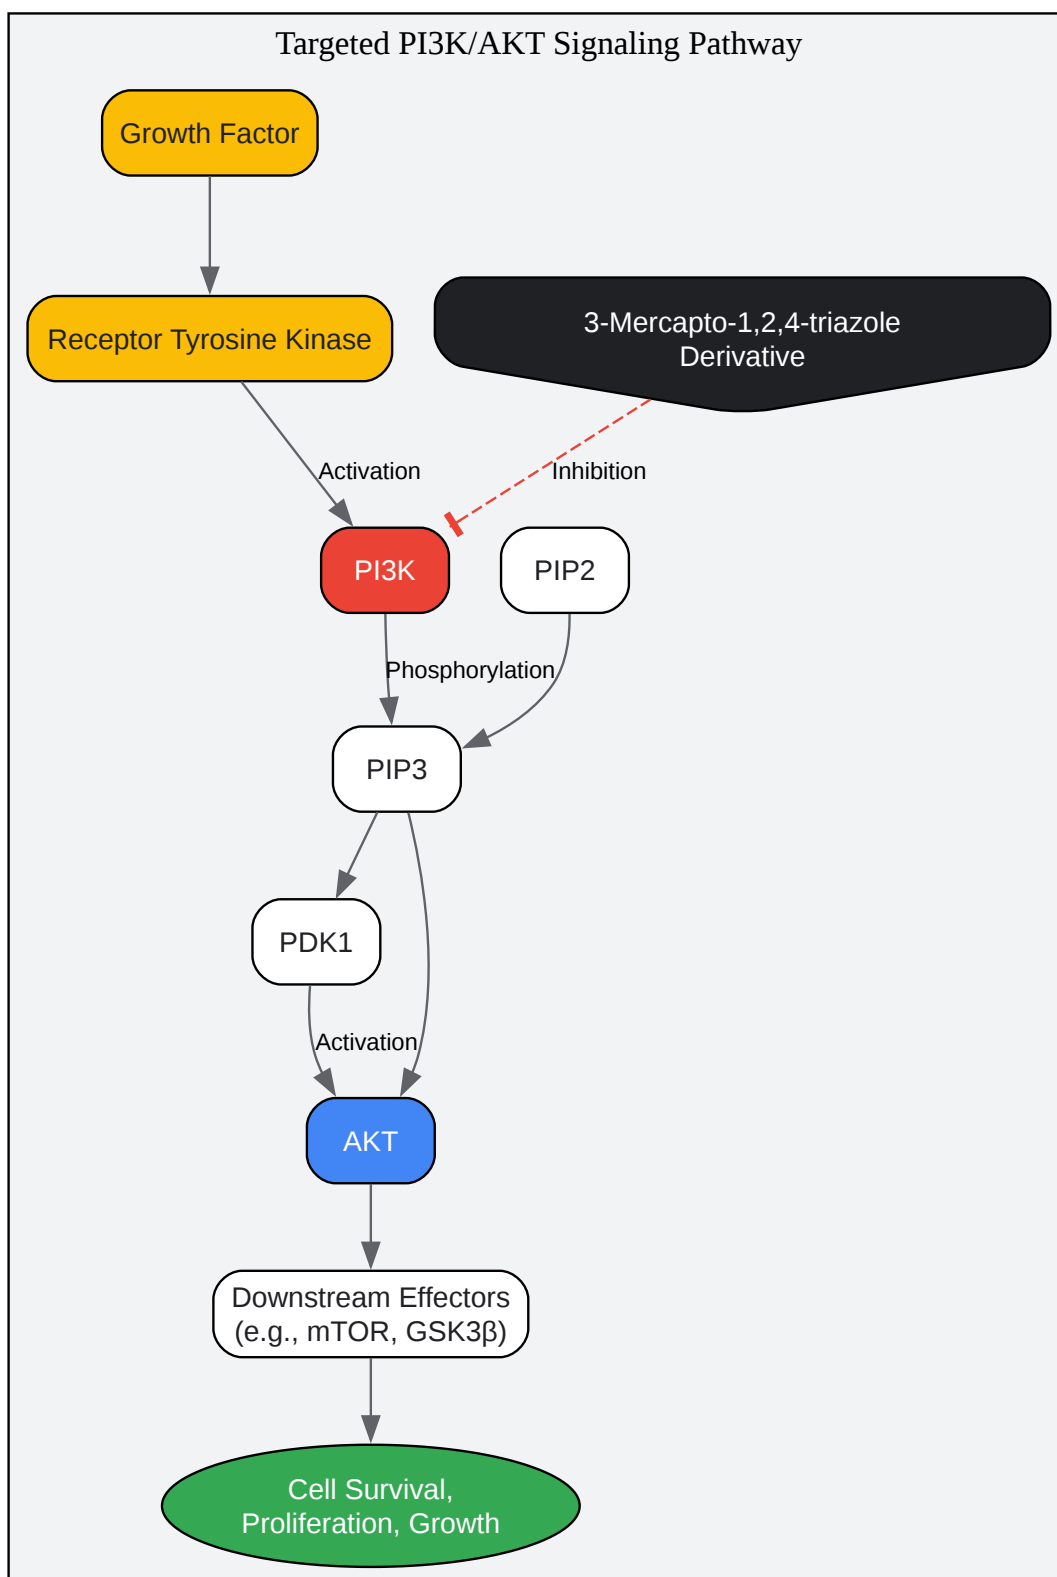 Targeted PI3K/AKT Signaling Pathway
Growth Factor
Receptor Tyrosine Kinase
3-Mercapto-1,2,4-triazole
Derivative
Activation
Inhibition
PI3K
PIP2
Phosphorylation
PIP3
PDK1
Activation
AKT
Downstream Effectors
(e.g., mTOR, GSK3β)
Cell Survival,
Proliferation, Growth